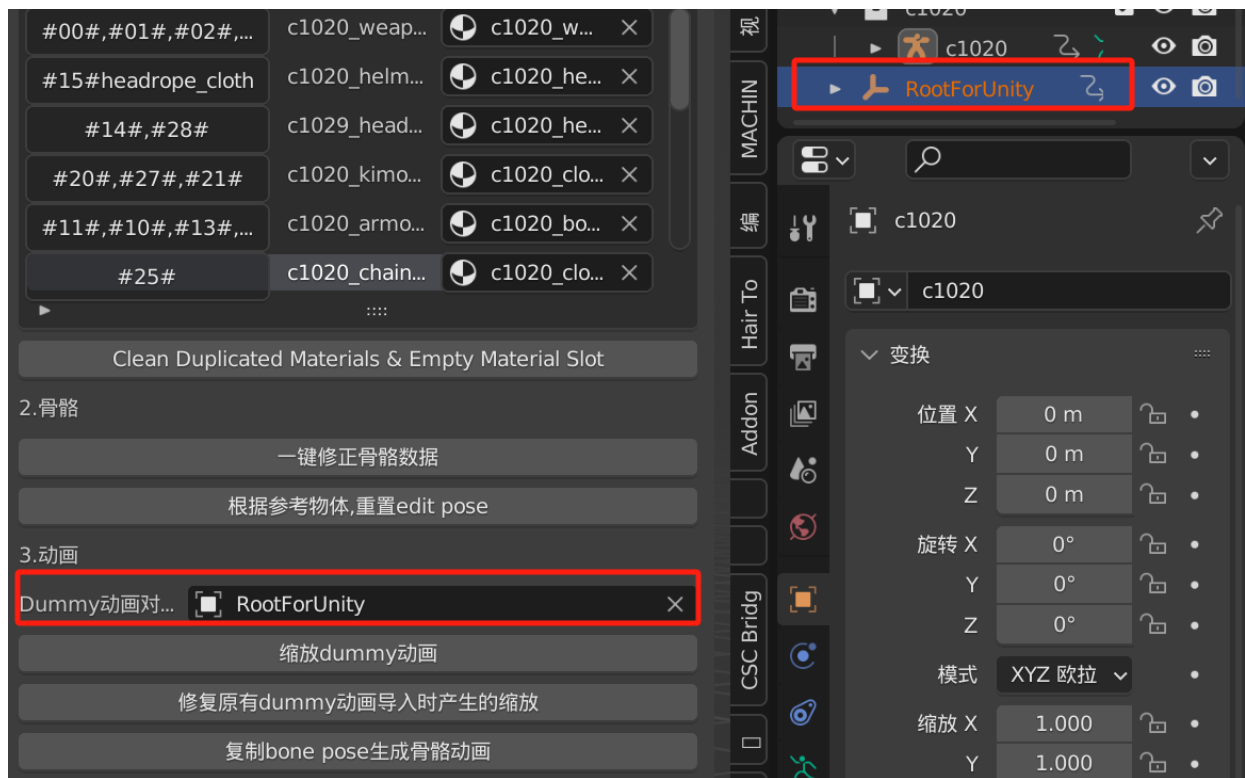 #00#,#01#,#02#,... c1020_weap... c1020_w...
#15#headrope_cloth c1020_helm... c1020_he...
#14#,#28# c1029_head... c1020_he...
#20#,#27#,#21# c1020_kimo... c1020_clo...
#11#,#10#,#13#,... c1020_armo... c1020_bo...
#25# c1020_chain... c1020_clo...
Clean Duplicated Materials & Empty Material Slot
2.骨骼
一键修正骨骼数据
根据参考物体,重置edit pose
3.动画
Dummy动画对... RootForUnity
缩放dummy动画
修复原有dummy动画导入时产生的缩放
复制bone pose生成骨骼动画
视
MACHIN
编
Hair To
Addon
CSC Bridg
c1020
c1020
RootForUnity
c1020
c1020
变换
位置 X 0 m
Y 0 m
Z 0 m
旋转 X 0°
Y 0°
Z 0°
模式 XYZ 欧拉
缩放 X 1.000
Y 1.000